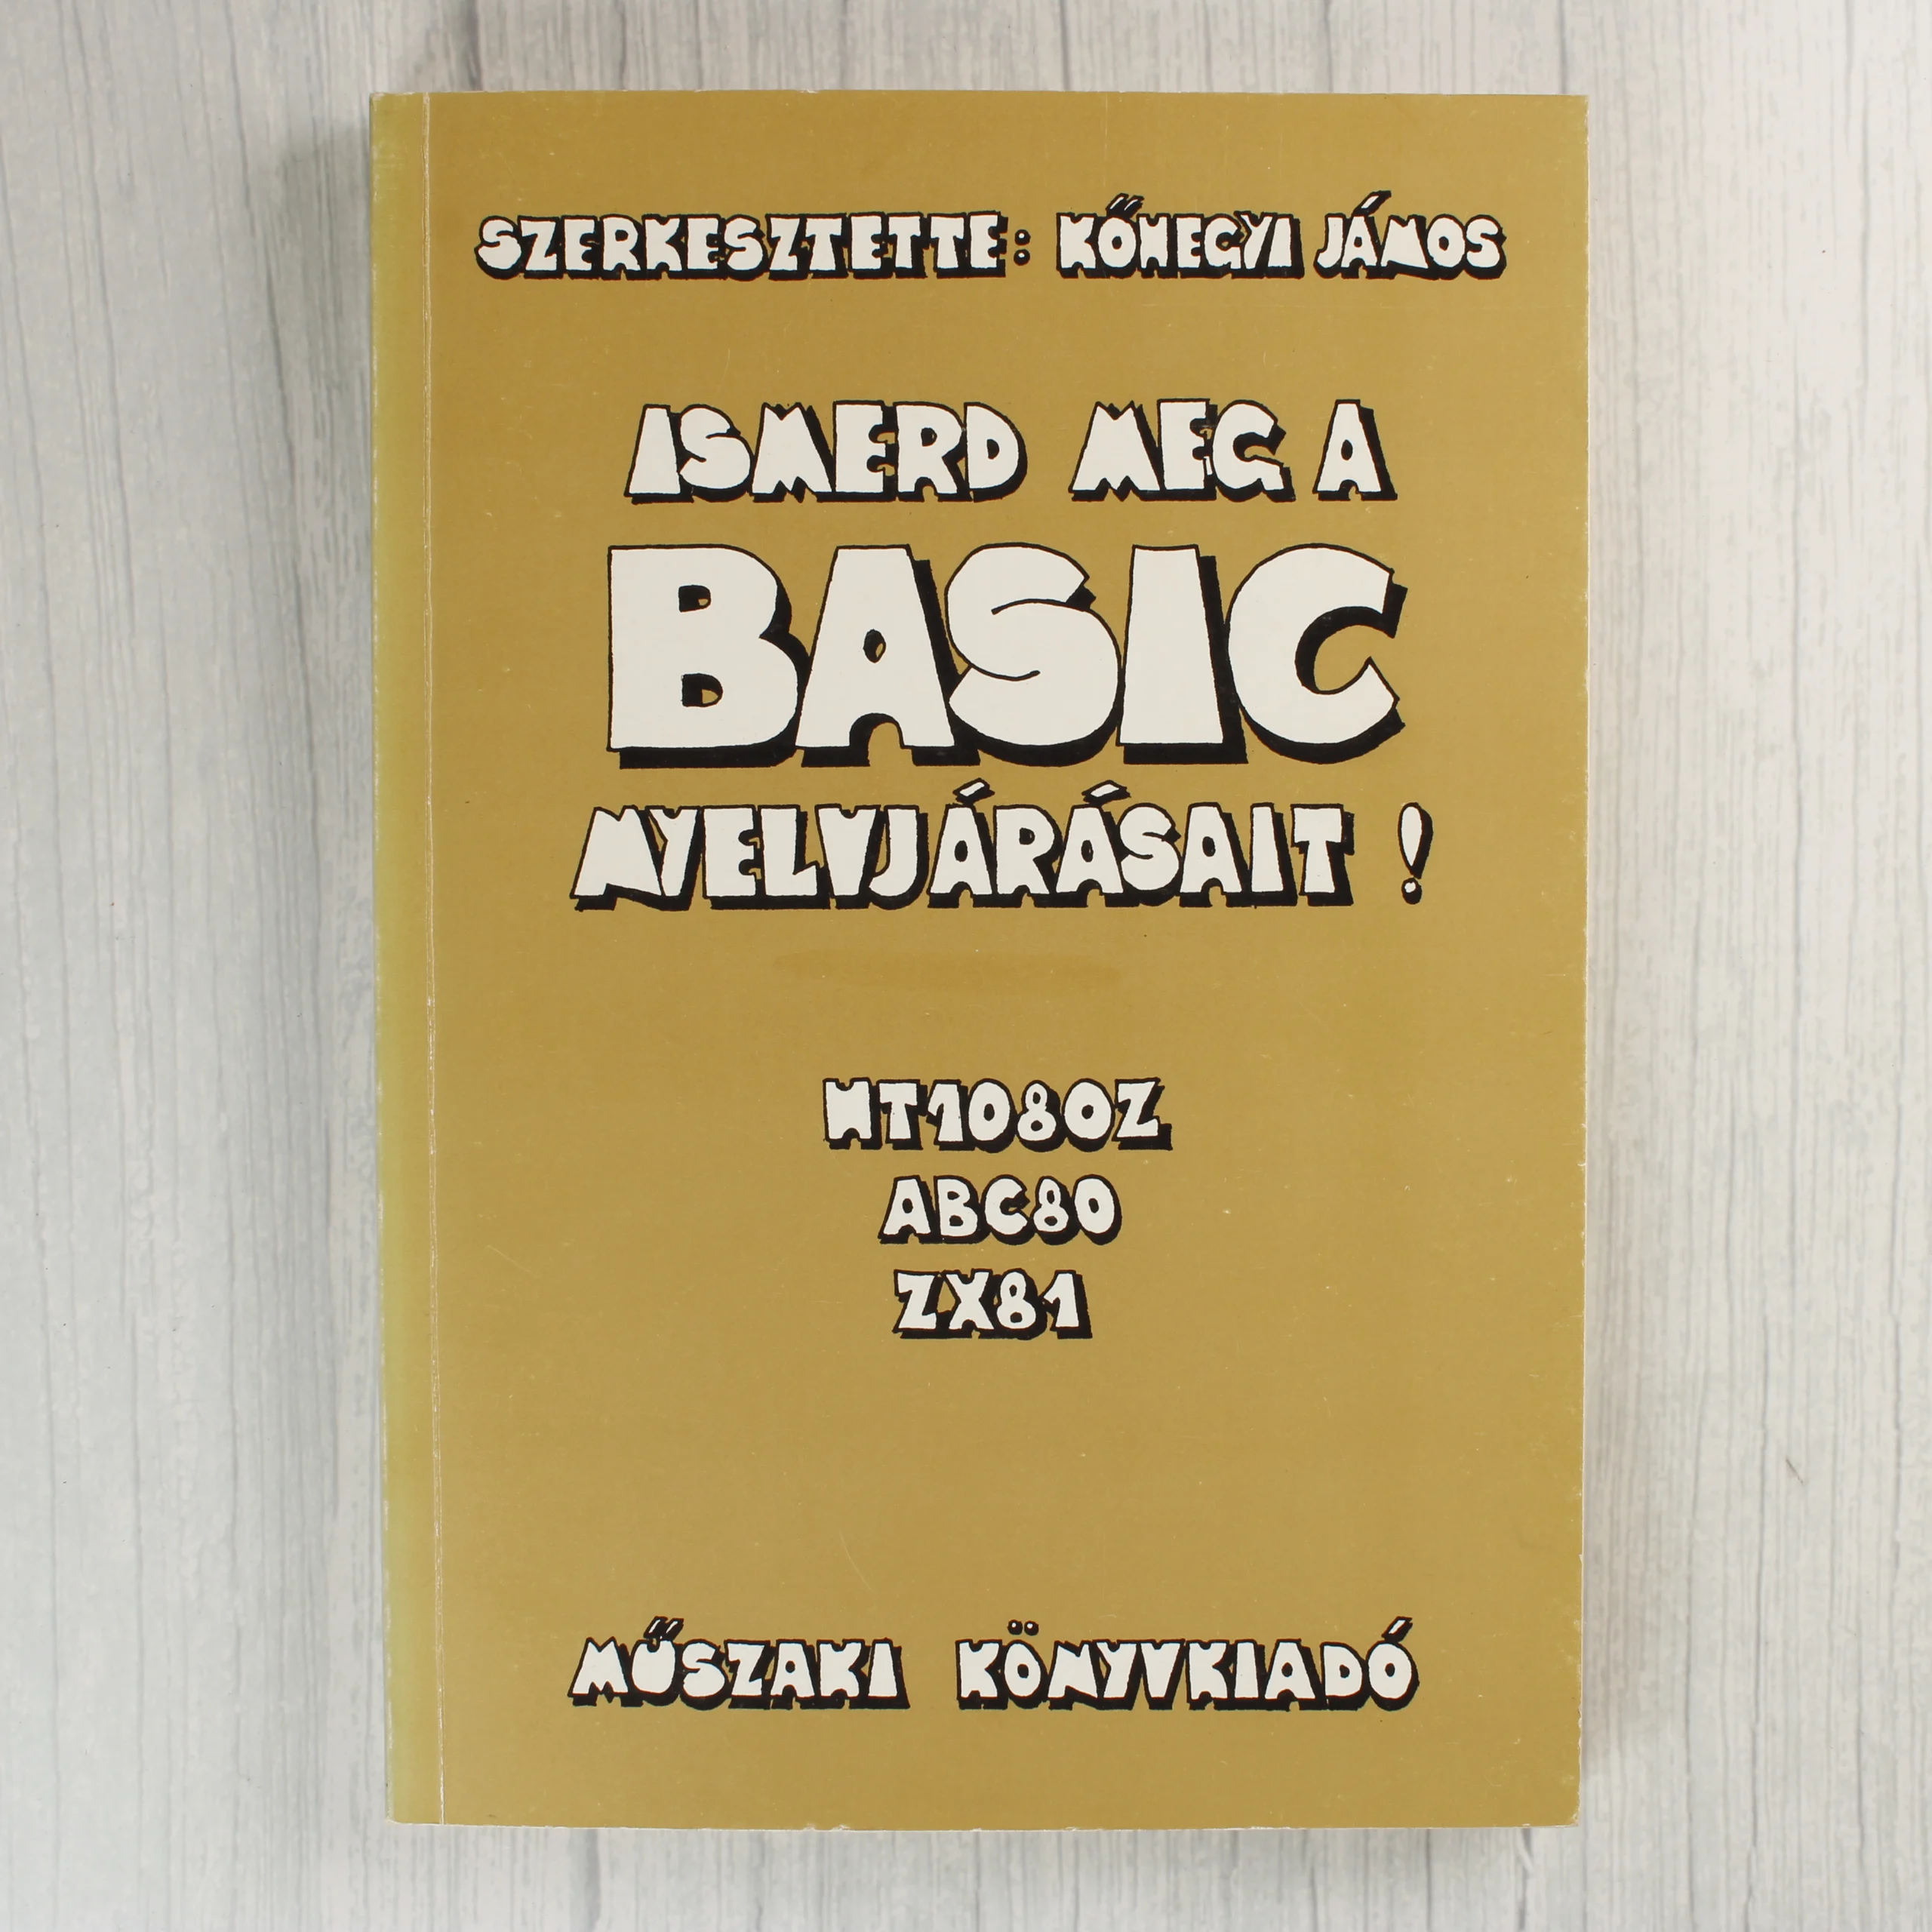 SZERKESZTETTE: KŐHEGYI JÁNOS
ISMERD MEG A
BASIC
NYELVJÁRÁSAIT!
HT1080Z
ABC80
ZX81
MŰSZAKI KÖNYVKIADÓ